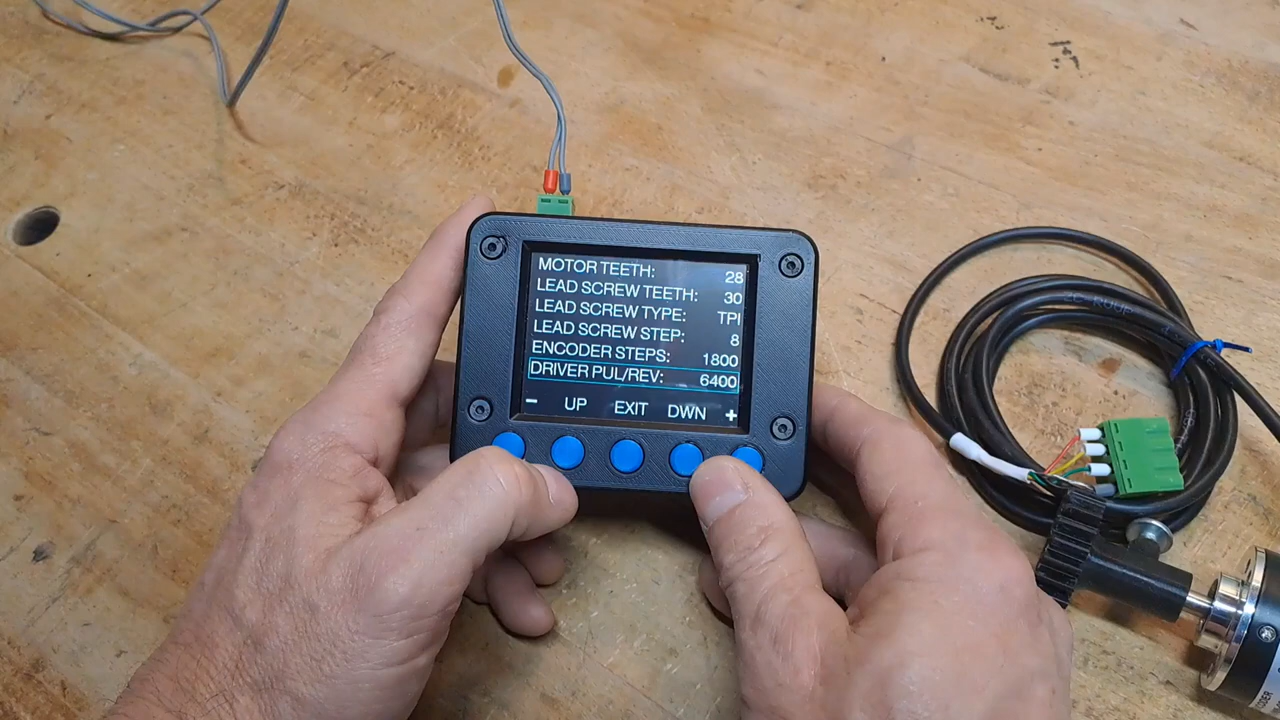 MOTOR TEETH: 28
LEAD SCREW TEETH: 30
LEAD SCREW TYPE: TPI
LEAD SCREW STEP: 8
ENCODER STEPS: 1800
DRIVER PUL/REV: 6400
- UP EXIT DWN +